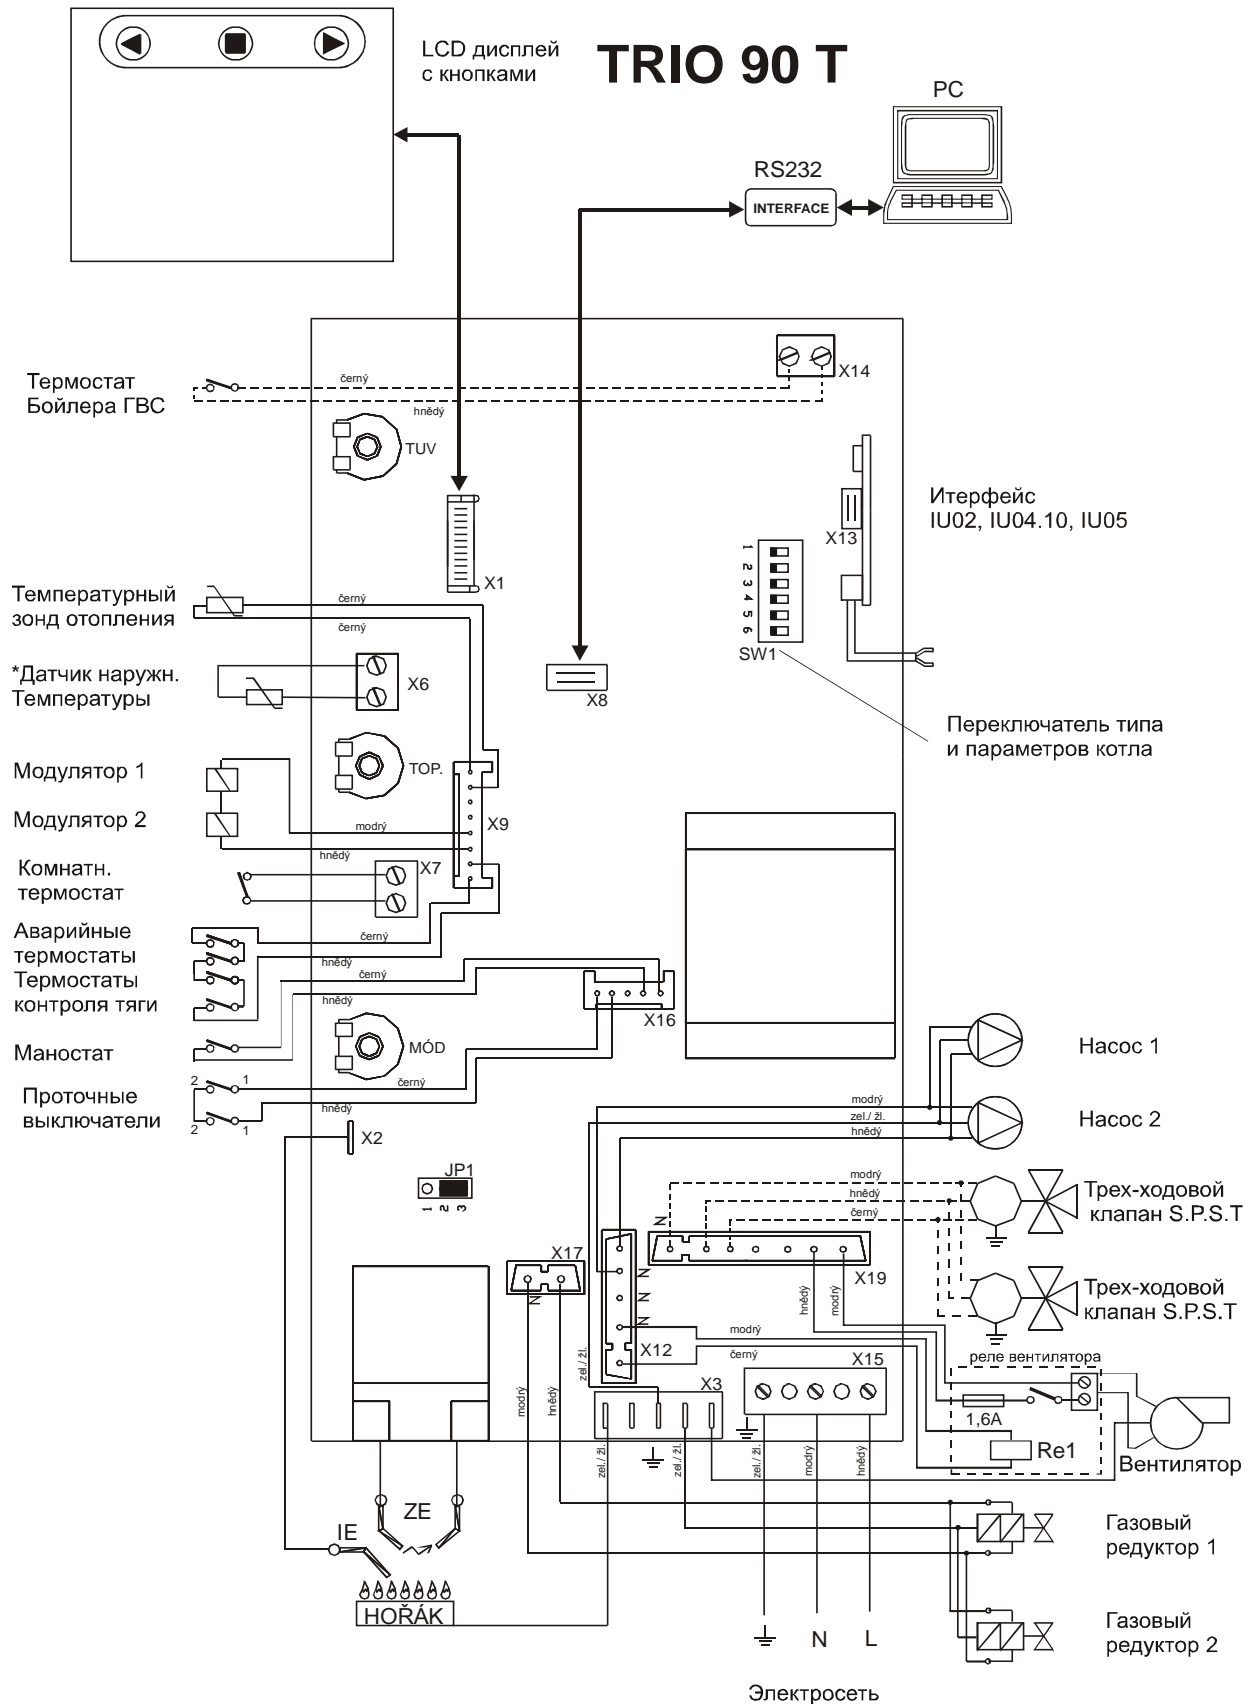 LCD дисплей
с кнопками
TRIO 90 T
PC
RS232
INTERFACE
Термостат
Бойлера ГВС
černý
hnědý
X14
TUV
X1
Итерфейс
IU02, IU04.10, IU05
X13
1
2
3
4
5
6
SW1
Температурный
зонд отопления
černý
černý
*Датчик наружн.
Температуры
X6
X8
Переключатель типа
и параметров котла
Модулятор 1
TOP.
Модулятор 2
modrý
X9
hnědý
Комнатн.
термостат
X7
Аварийные
термостаты
Термостаты
контроля тяги
černý
hnědý
černý
hnědý
X16
Маностат
MÓD
Проточные
выключатели
2 1
2 1
černý
hnědý
X2
Насос 1
Насос 2
modrý
zel./ žl.
hnědý
JP1
1 2 3
modrý
hnědý
černý
N
Трех-ходовой
клапан S.P.S.T
X17
N
X19
N
N
N
hnědý
modrý
Трех-ходовой
клапан S.P.S.T
X12
modrý
černý
zel./ žl.
modrý
hnědý
X3
X15
реле вентилятора
1,6A
Re1
Вентилятор
zel./ žl.
zel./ žl.
zel./ žl.
modrý
hnědý
ZE
IE
HOŘÁK
Газовый
редуктор 1
Газовый
редуктор 2
N L
Электросеть